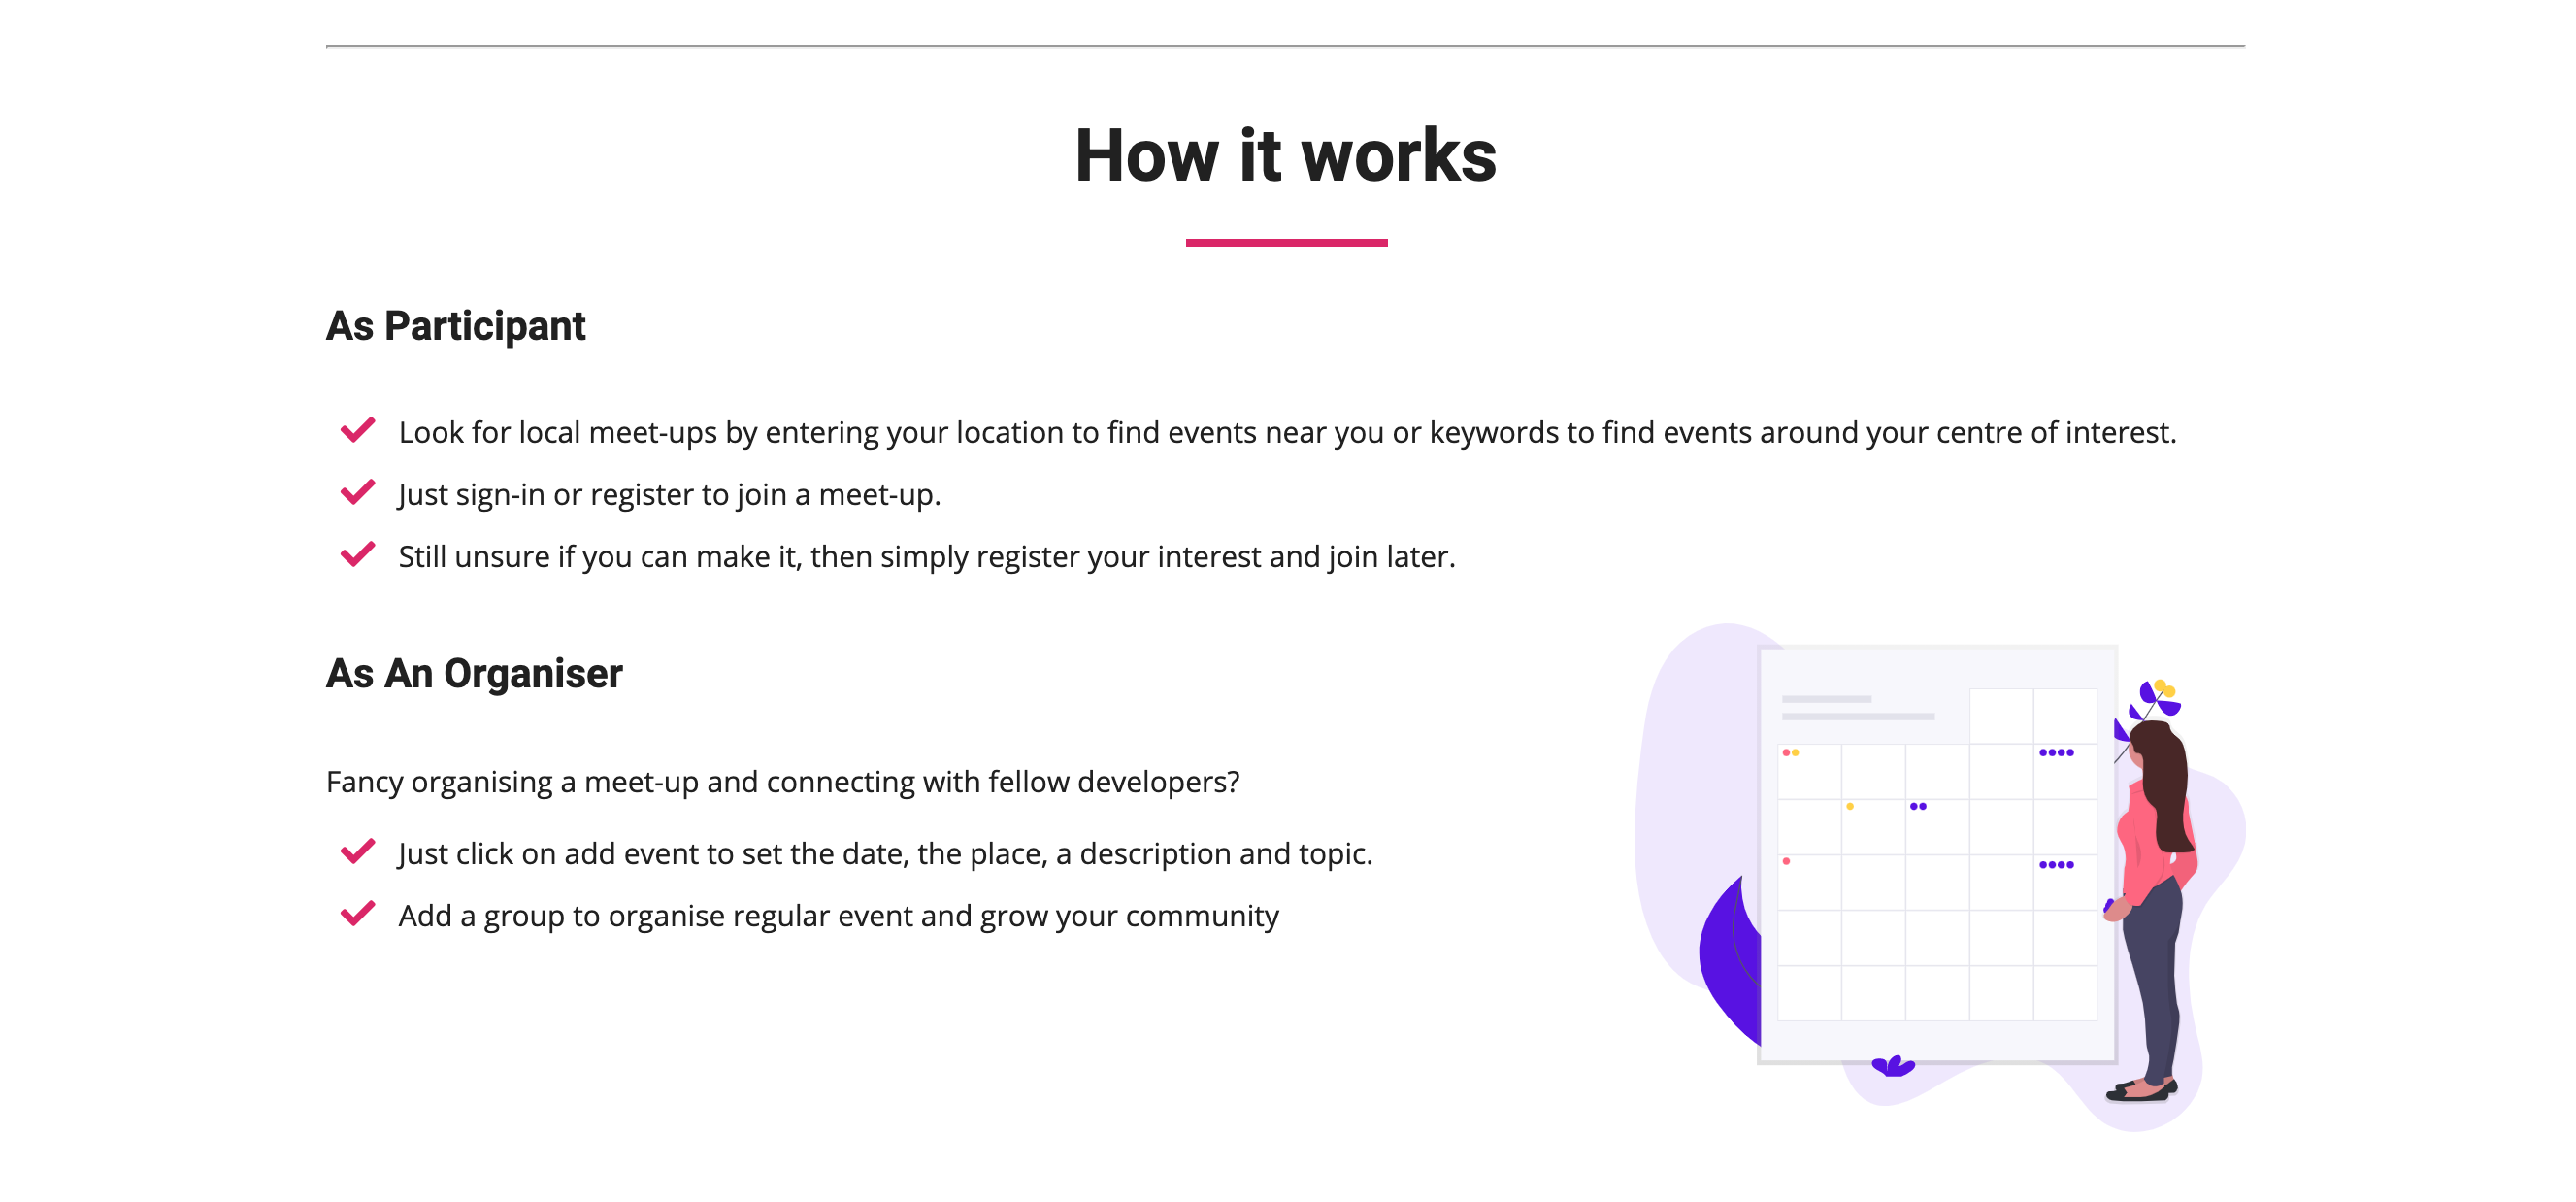 How it works
As Participant
Look for local meet-ups by entering your location to find events near you or keywords to find events around your centre of interest.
Just sign-in or register to join a meet-up.
Still unsure if you can make it, then simply register your interest and join later.
As An Organiser
Fancy organising a meet-up and connecting with fellow developers?
Just click on add event to set the date, the place, a description and topic.
Add a group to organise regular event and grow your community